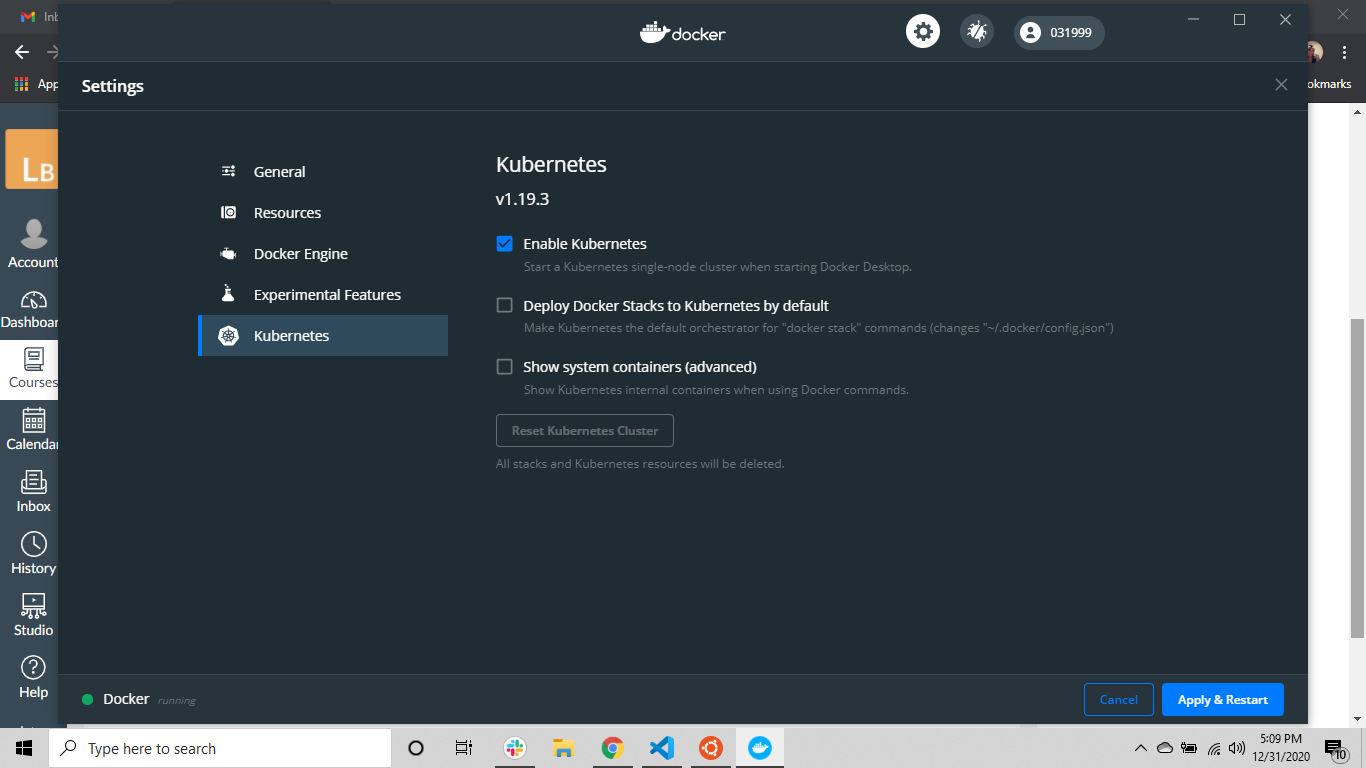 Inb
docker
031999
App
okmarks
Settings
LB
General
Resources
Docker Engine
Experimental Features
Kubernetes
Kubernetes
v1.19.3
Enable Kubernetes
Start a Kubernetes single-node cluster when starting Docker Desktop.
Deploy Docker Stacks to Kubernetes by default
Make Kubernetes the default orchestrator for "docker stack" commands (changes "~/.docker/config.json")
Show system containers (advanced)
Show Kubernetes internal containers when using Docker commands.
Reset Kubernetes Cluster
All stacks and Kubernetes resources will be deleted.
Account
Dashboar
Courses
Calendar
Inbox
History
Studio
Help
Docker running
Cancel
Apply & Restart
Type here to search
5:09 PM
12/31/2020
10